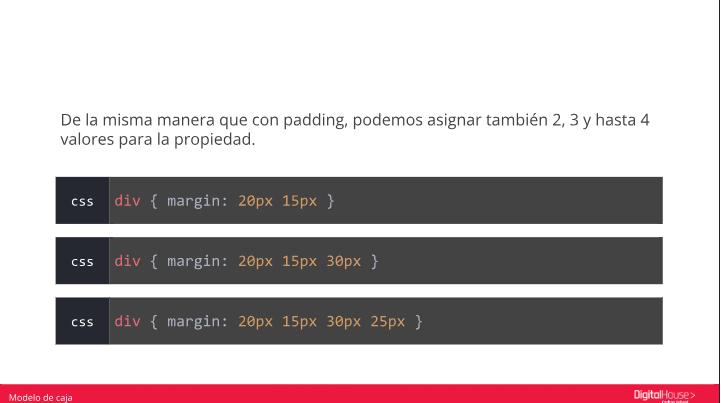 De la misma manera que con padding, podemos asignar también 2, 3 y hasta 4
valores para la propiedad.
css div { margin: 20px 15px }
css div { margin: 20px 15px 30px }
css div { margin: 20px 15px 30px 25px }
Modelo de caja
DigitalHouse>
Coding School